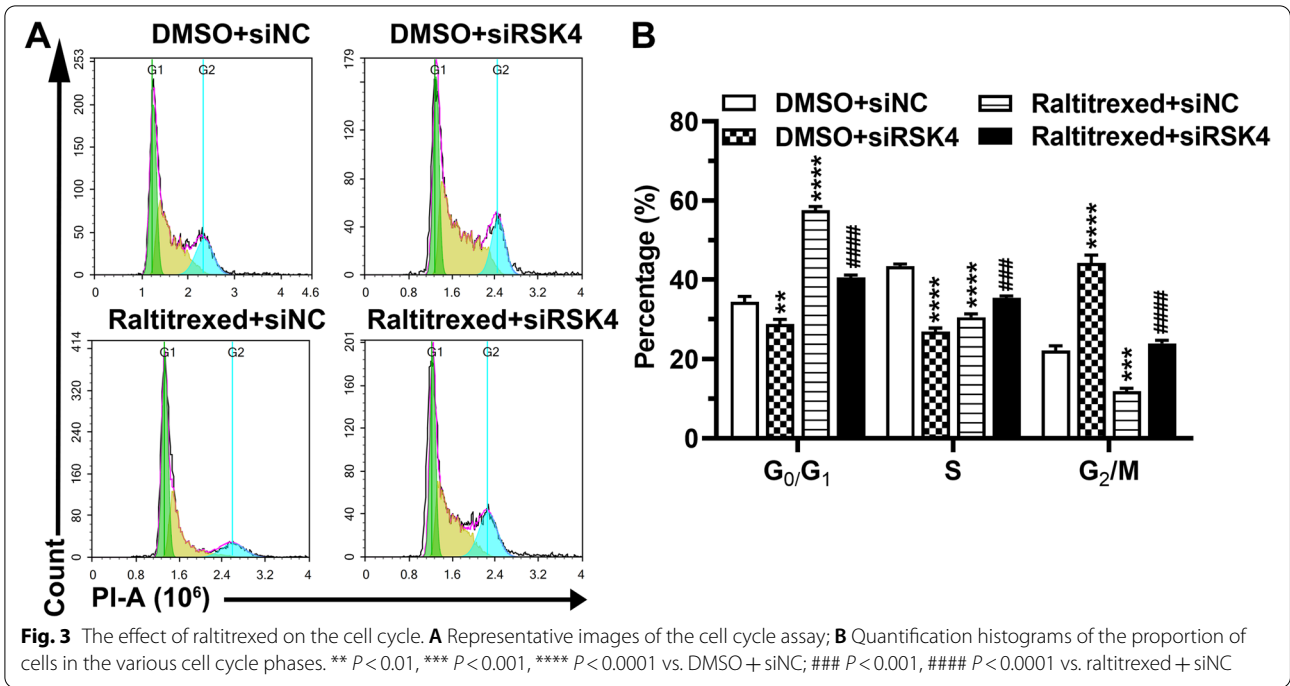 A
DMSO+siNC
DMSO+siRSK4
253
200
150
100
50
0
G1
G2
0 1 2 3 4 4.6
179
120
80
40
0
G1
G2
0 0.8 1.6 2.4 3.2 4
Raltitrexed+siNC
Raltitrexed+siRSK4
414
320
240
160
80
0
G1
G2
0 0.8 1.6 2.4 3.2 4
201
160
120
80
40
0
G1
G2
0 0.8 1.6 2.4 3.2 4
Count
PI-A (10⁶)
B
DMSO+siNC
Raltitrexed+siNC
DMSO+siRSK4
Raltitrexed+siRSK4
Percentage (%)
80
60
40
20
0
**
****
####
****
****
###
****
***
####
G₀/G₁ S G₂/M
Fig. 3 The effect of raltitrexed on the cell cycle. A Representative images of the cell cycle assay; B Quantification histograms of the proportion of
cells in the various cell cycle phases. ** P < 0.01, *** P < 0.001, **** P < 0.0001 vs. DMSO + siNC; ### P < 0.001, #### P < 0.0001 vs. raltitrexed + siNC